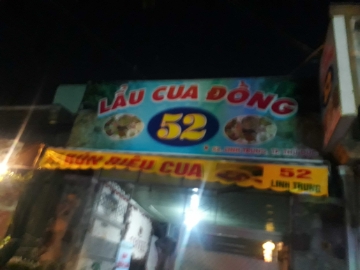 LẨU CUA ĐỒNG
52
BÚN RIÊU CUA
52
LINH TRUNG